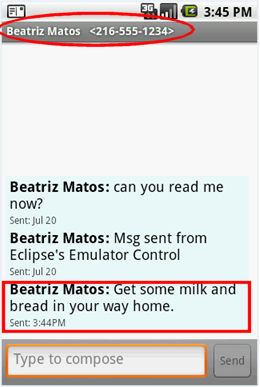 3G
3:45 PM
Beatriz Matos <216-555-1234>
Beatriz Matos: can you read me
now?
Sent: Jul 20
Beatriz Matos: Msg sent from
Eclipse's Emulator Control
Sent: Jul 20
Beatriz Matos: Get some milk and
bread in your way home.
Sent: 3:44PM
Type to compose
Send